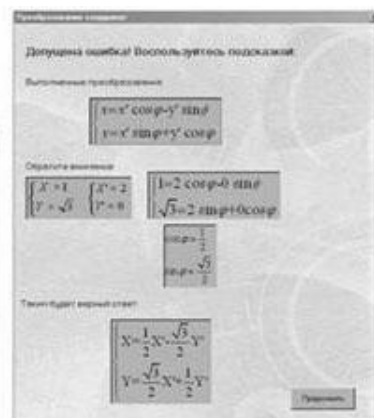 Преобразование координат
Допущена ошибка! Воспользуйтесь подсказкой:
Выполненные преобразования
x=x' cosφ-y' sinφ
x=x' sinφ+y' cosφ
Обратите внимание
X =1 X'=2
Y =√3 Y'=0
1=2 cosφ-0 sinφ
√3=2 sinφ+0cosφ
cosφ=1/2
sinφ=√3/2
Таким будет верный ответ
X=1/2X'-√3/2Y'
Y=√3/2X'+1/2Y'
Продолжить